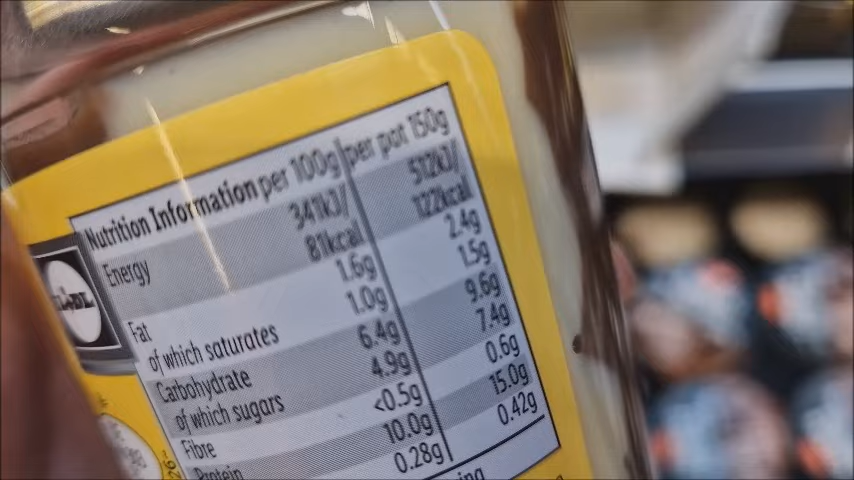 Nutrition Information per 100g per pot 150g
Energy 341kJ/ 512kJ/
81kcal 122kcal
Fat 1.6g 2.4g
of which saturates 1.0g 1.5g
Carbohydrate 6.4g 9.6g
of which sugars 4.9g 7.4g
Fibre <0.5g 0.6g
Protein 10.0g 15.0g
0.28g 0.42g